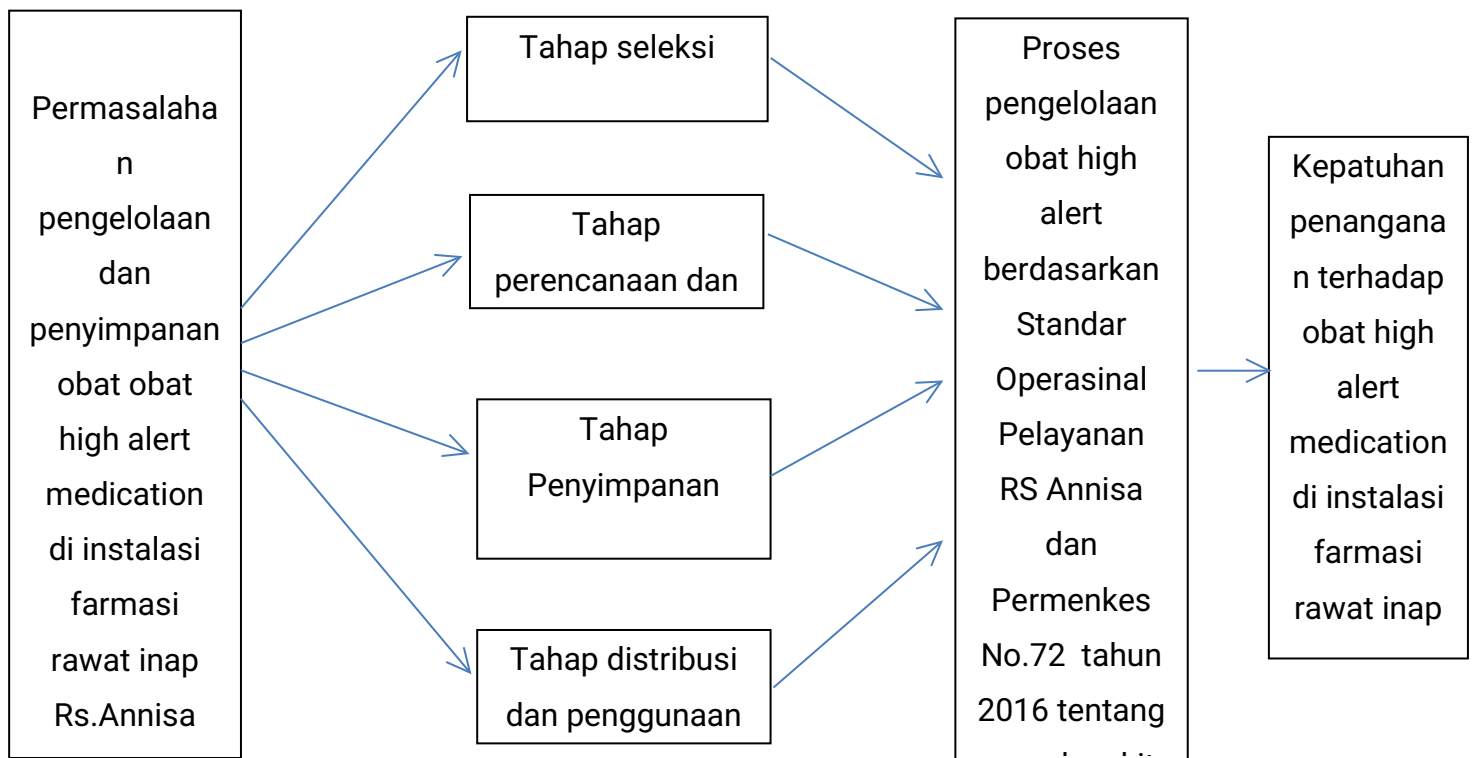 Permasalaha
n
pengelolaan
dan
penyimpanan
obat obat
high alert
medication
di instalasi
farmasi
rawat inap
Rs.Annisa
Tahap seleksi
Tahap
perencanaan dan
Tahap
Penyimpanan
Tahap distribusi
dan penggunaan
Proses
pengelolaan
obat high
alert
berdasarkan
Standar
Operasinal
Pelayanan
RS Annisa
dan
Permenkes
No.72 tahun
2016 tentang
Kepatuhan
penangana
n terhadap
obat high
alert
medication
di instalasi
farmasi
rawat inap